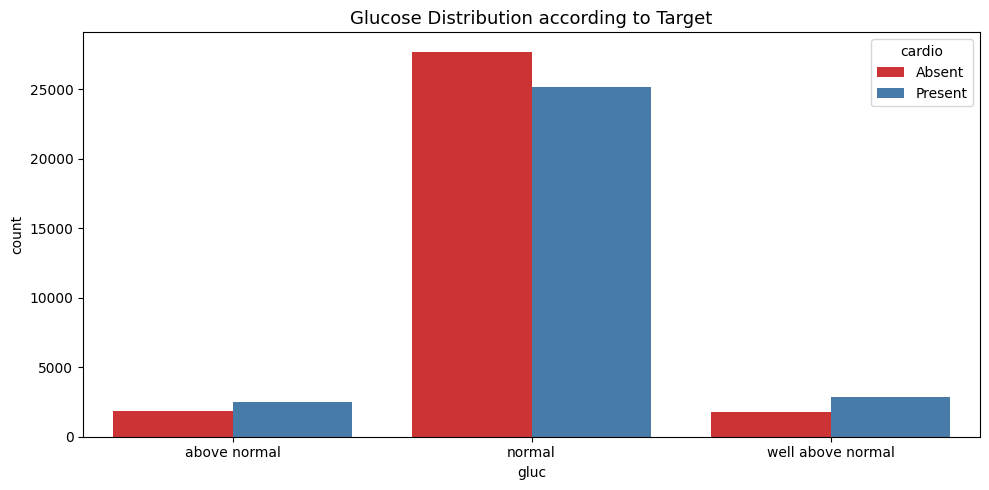 Glucose Distribution according to Target
cardio
Absent
Present
count
25000
20000
15000
10000
5000
0
above normal
normal
well above normal
gluc